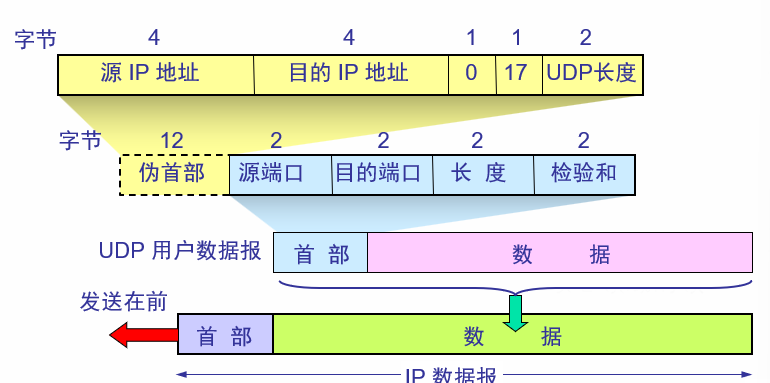 字节 4 4 1 1 2
源 IP 地址 目的 IP 地址 0 17 UDP长度
字节 12 2 2 2 2
伪首部 源端口 目的端口 长 度 检验和
UDP 用户数据报 首 部 数 据
发送在前
首 部 数 据
IP 数据报